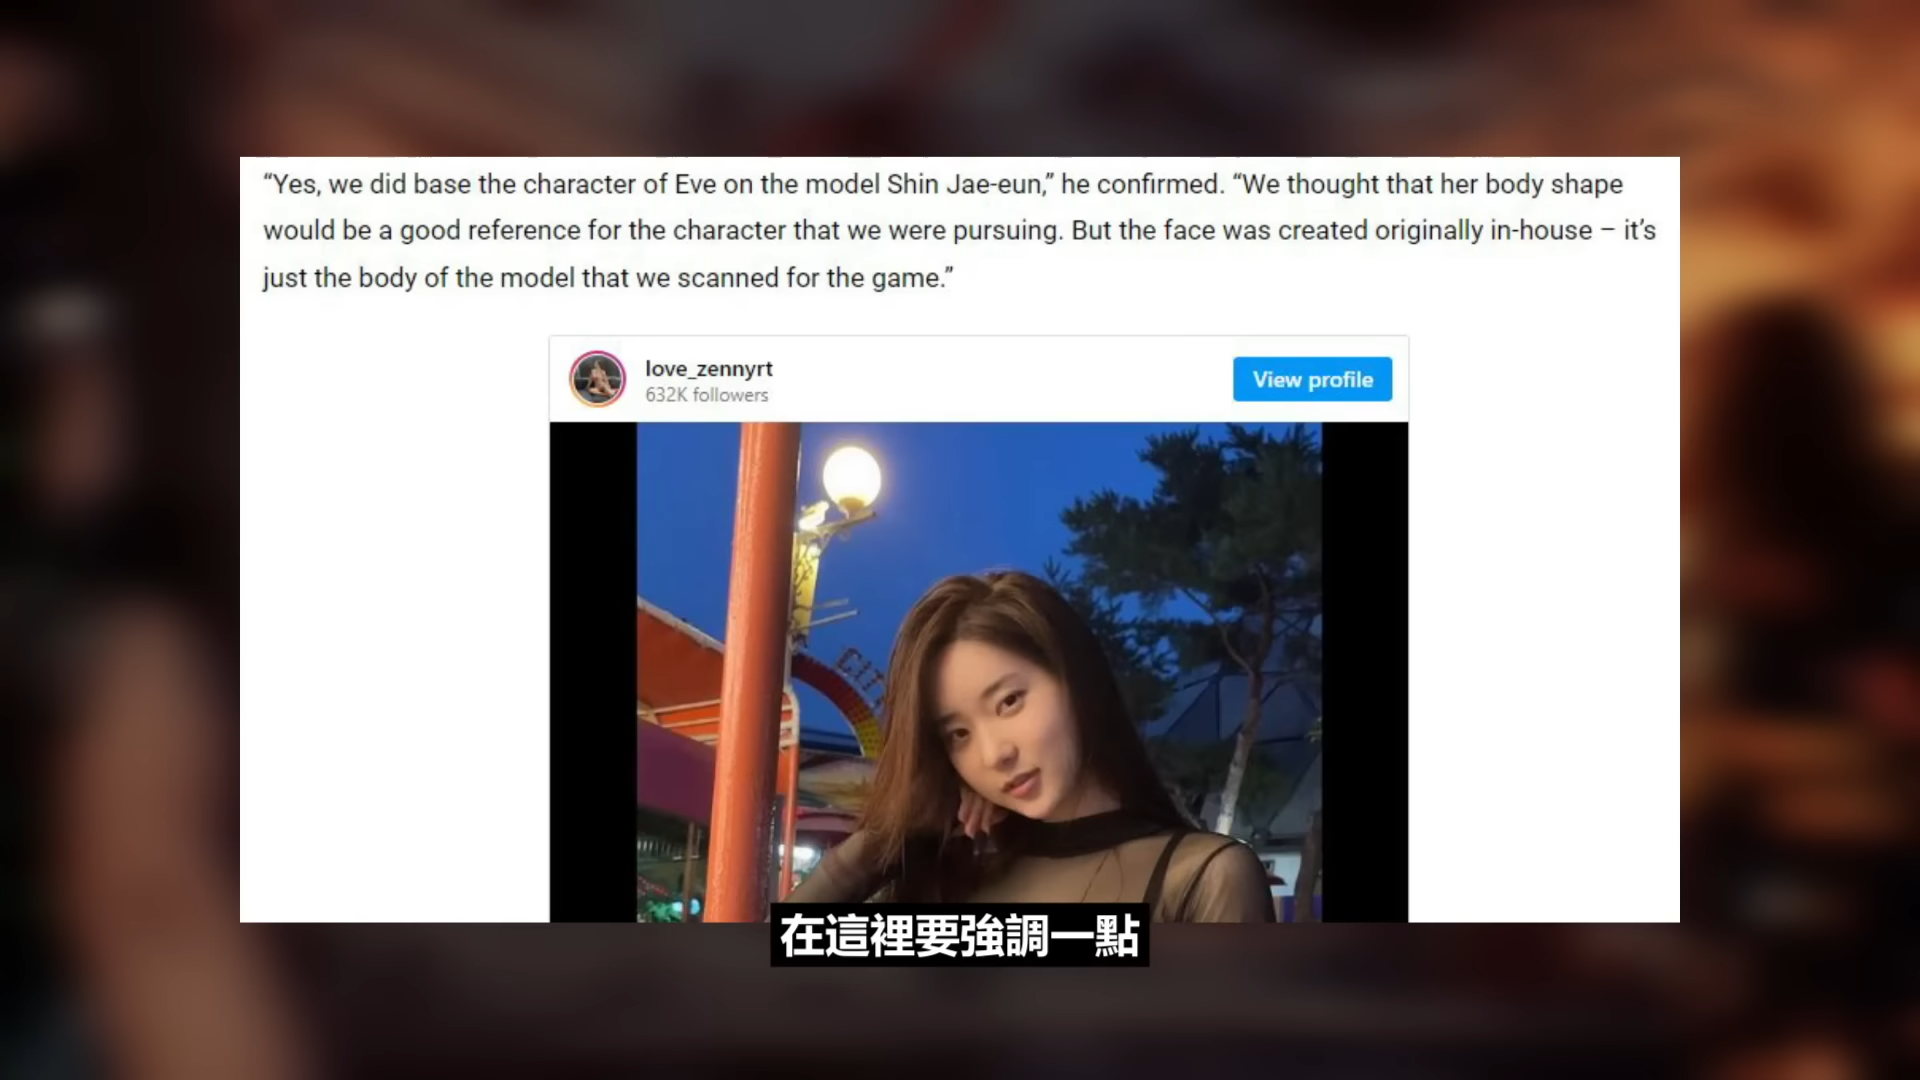 “Yes, we did base the character of Eve on the model Shin Jae-eun,” he confirmed. “We thought that her body shape
would be a good reference for the character that we were pursuing. But the face was created originally in-house – it’s
just the body of the model that we scanned for the game.”
love_zennyrt
632K followers
View profile
在這裡要強調一點